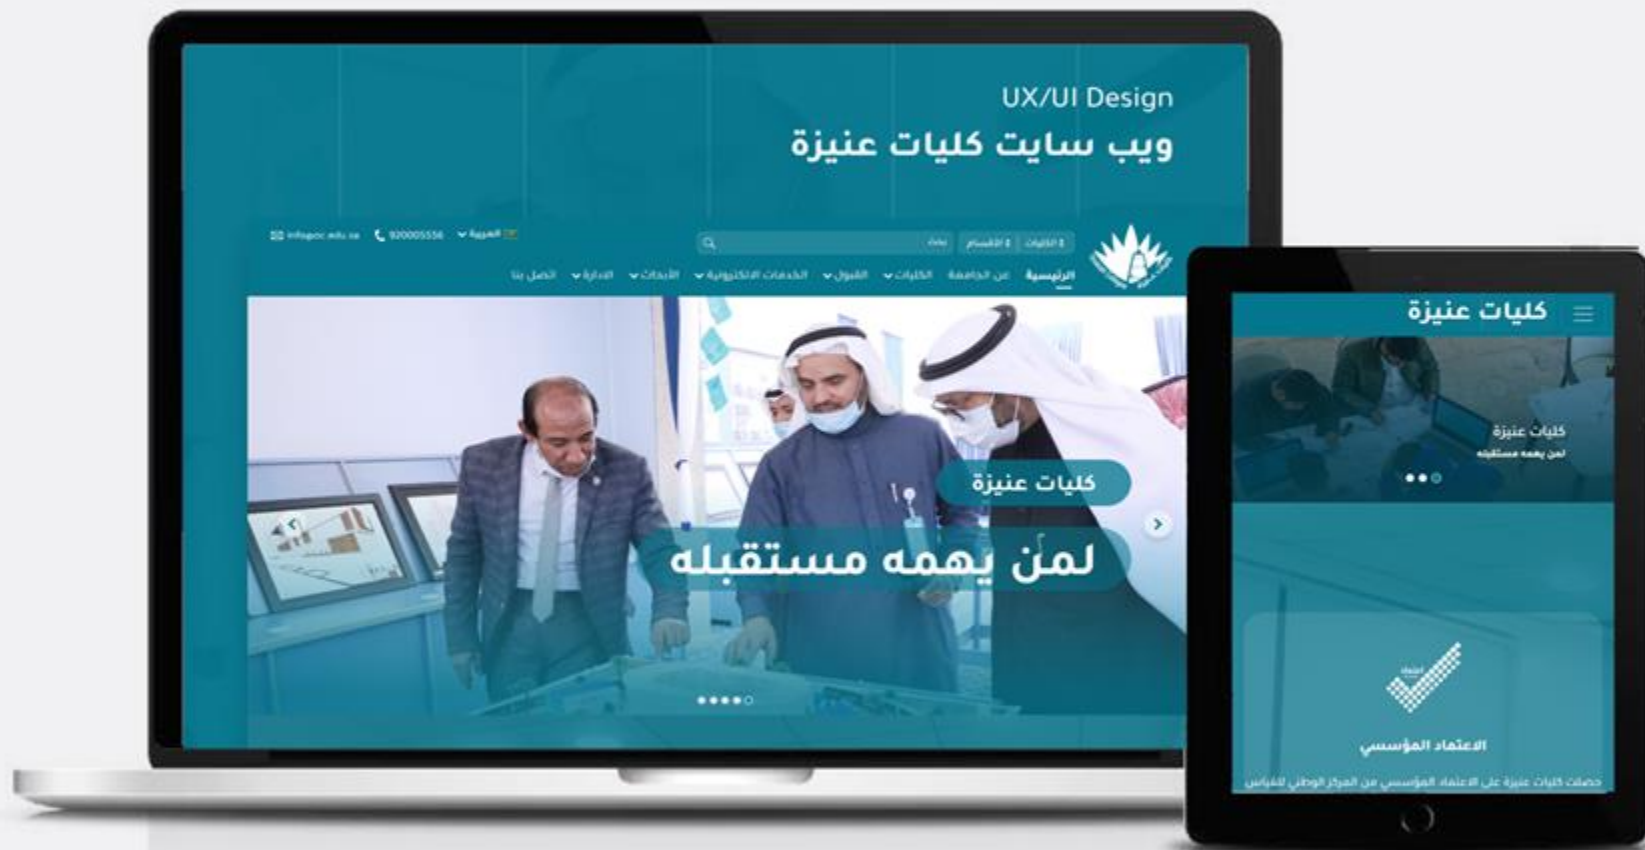 UX/UI Design
ويب سايت كليات عنيزة
العربية 920005556 info@oc.edu.sa
الكليات الأقسام بحث
الرئيسية عن الجامعة الكليات القبول الخدمات الالكترونية الأبحاث الادارة اتصل بنا
كليات عنيزة
لمن يهمه مستقبله
كليات عنيزة
كليات عنيزة
لمن يهمه مستقبله
اعتماد
الاعتماد المؤسسي
حصلت كليات عنيزة على الاعتماد المؤسسي من المركز الوطني للقياس